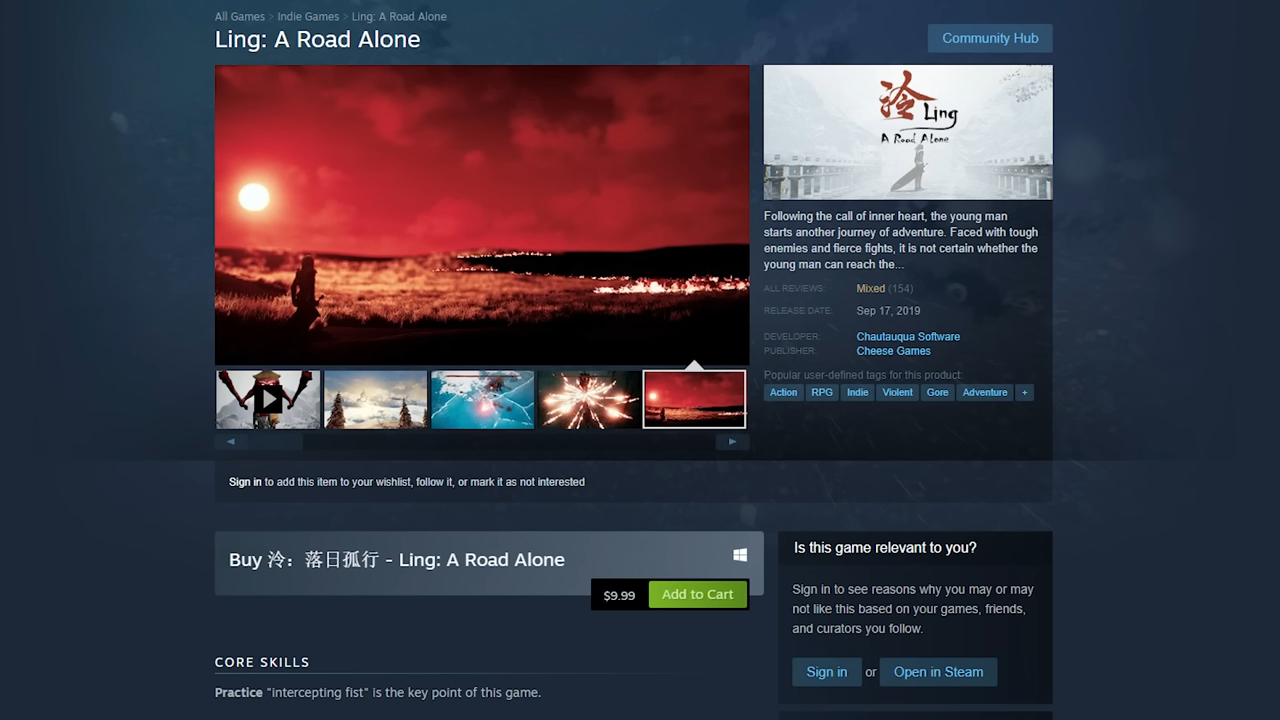 All Games > Indie Games > Ling: A Road Alone
Ling: A Road Alone
Community Hub
泠 Ling
A Road Alone
Following the call of inner heart, the young man
starts another journey of adventure. Faced with tough
enemies and fierce fights, it is not certain whether the
young man can reach the...
ALL REVIEWS: Mixed (154)
RELEASE DATE: Sep 17, 2019
DEVELOPER: Chautauqua Software
PUBLISHER: Cheese Games
Popular user-defined tags for this product:
Action RPG Indie Violent Gore Adventure +
Sign in to add this item to your wishlist, follow it, or mark it as not interested
Buy 泠：落日孤行 - Ling: A Road Alone
$9.99 Add to Cart
Is this game relevant to you?
Sign in to see reasons why you may or may
not like this based on your games, friends,
and curators you follow.
Sign in or Open in Steam
CORE SKILLS
Practice "intercepting fist" is the key point of this game.